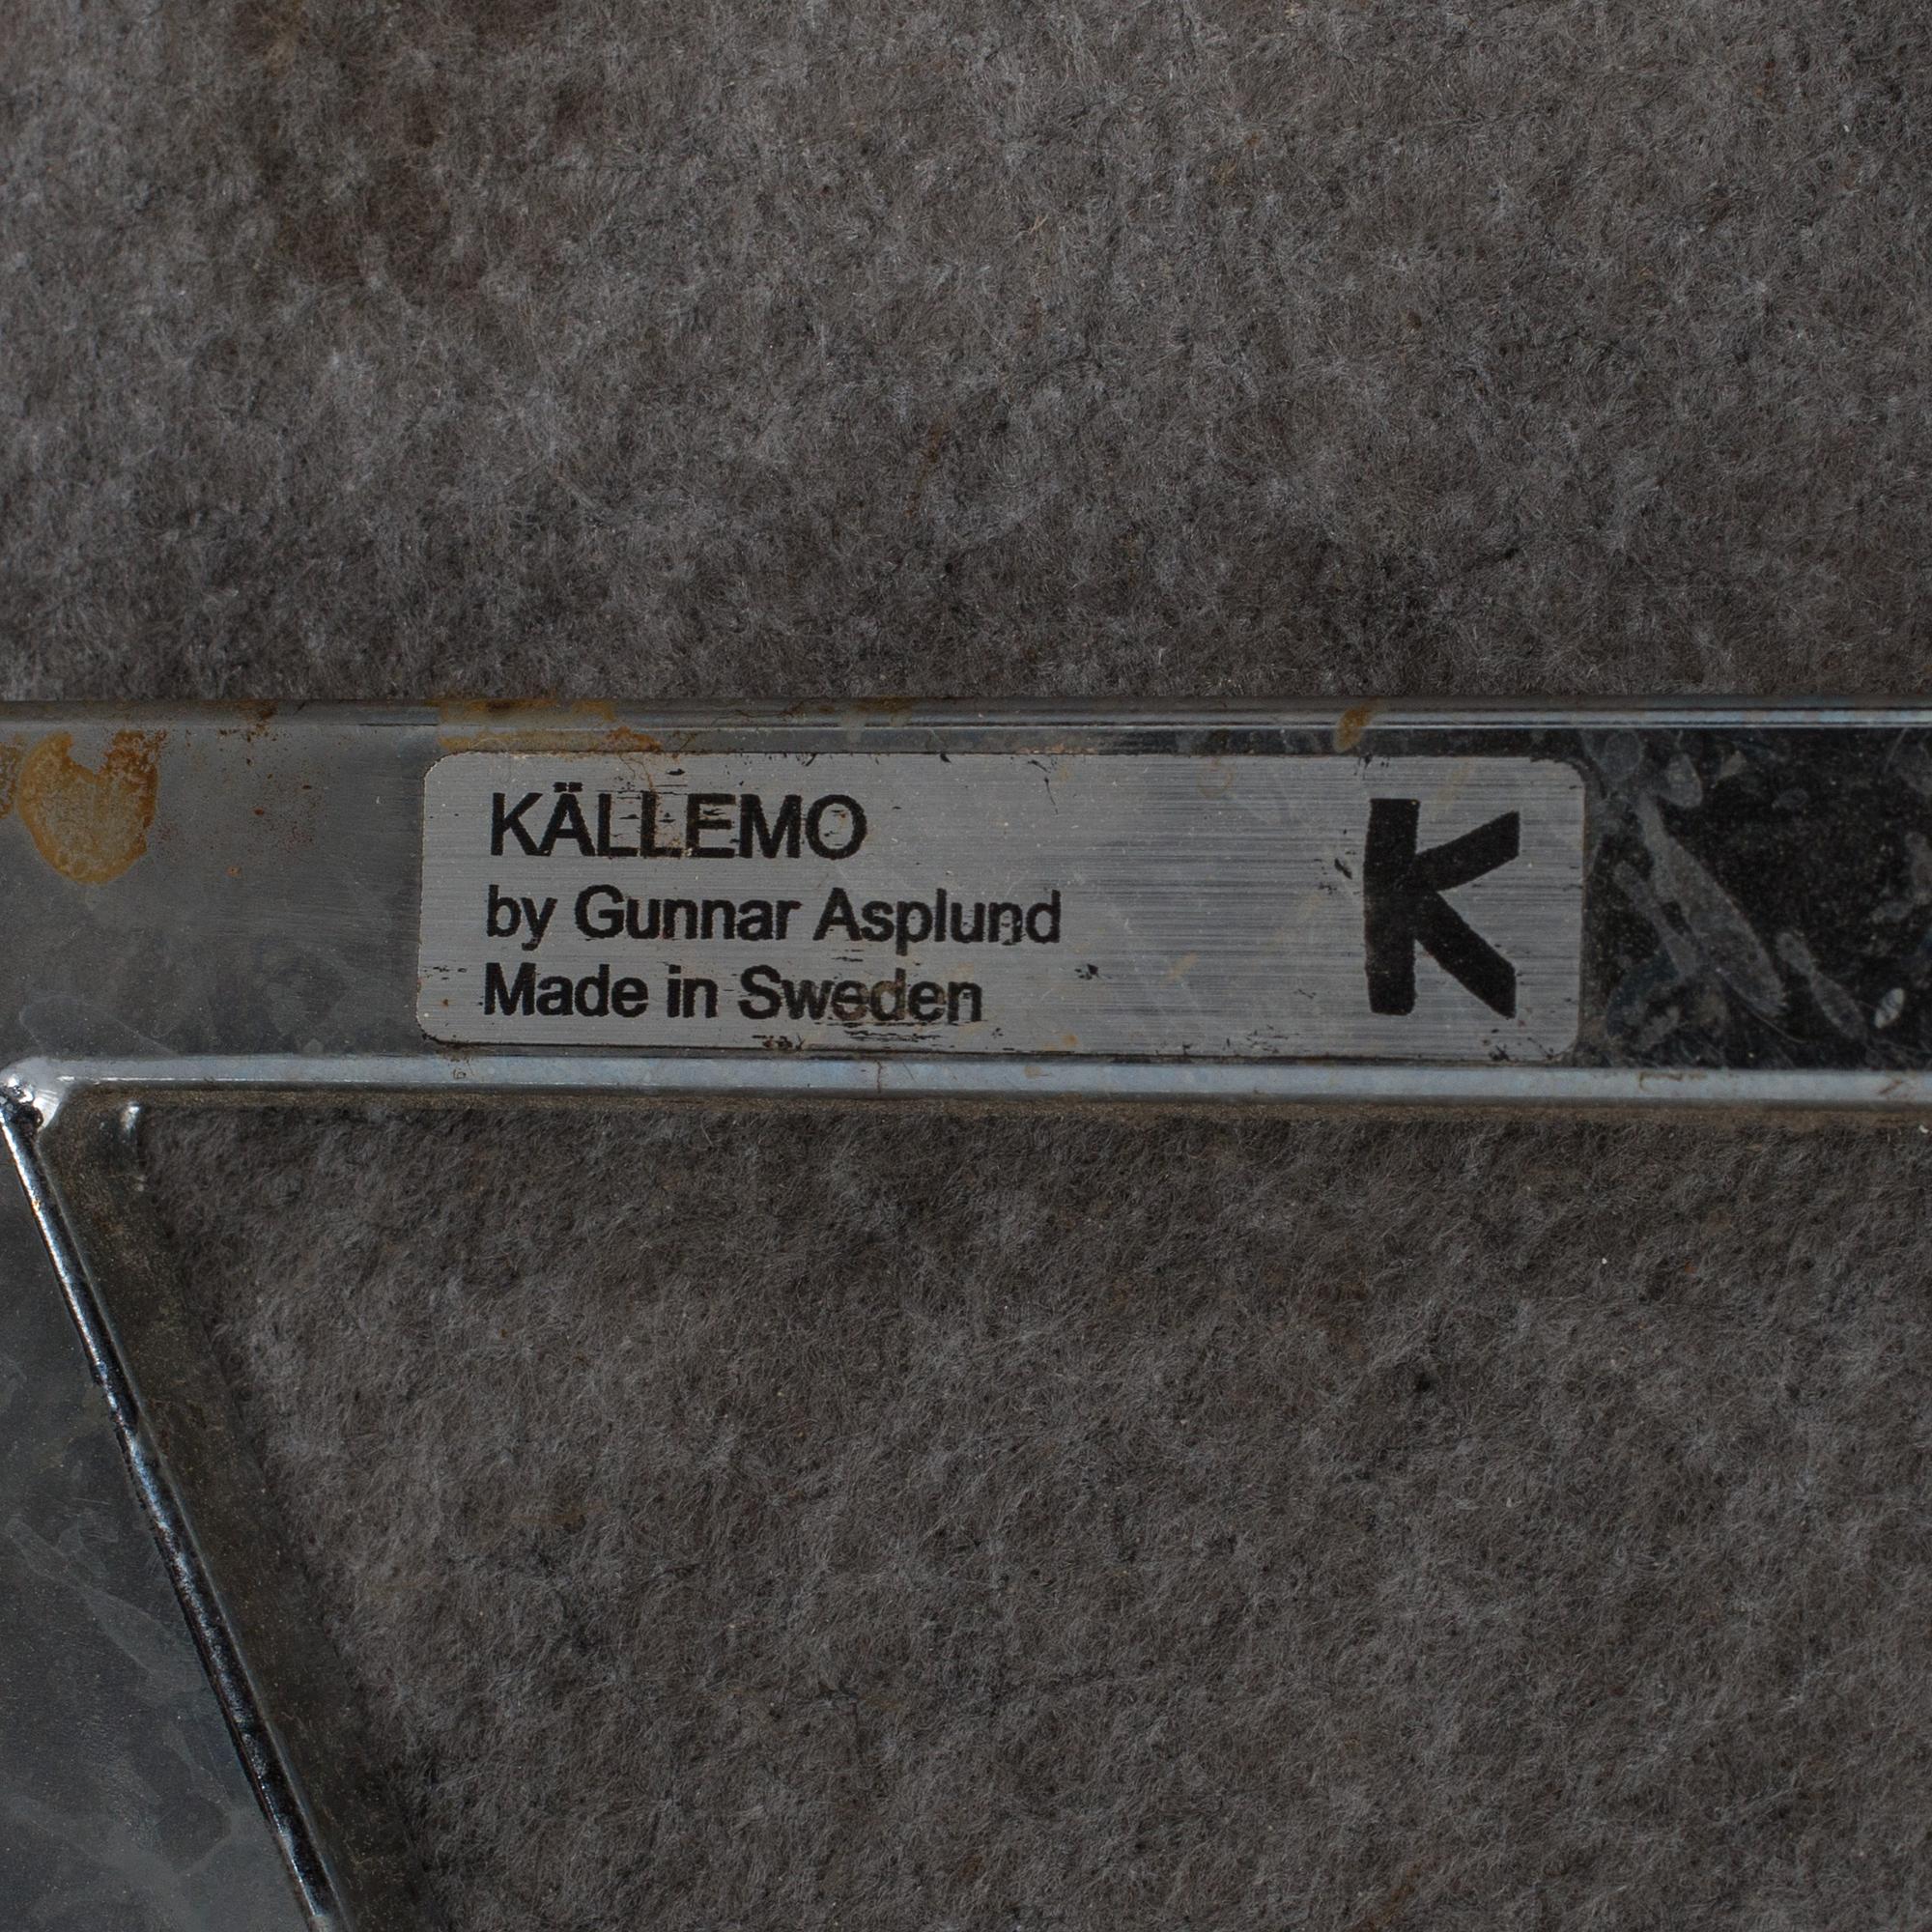 KÄLLEMO
by Gunnar Asplund
Made in Sweden
K